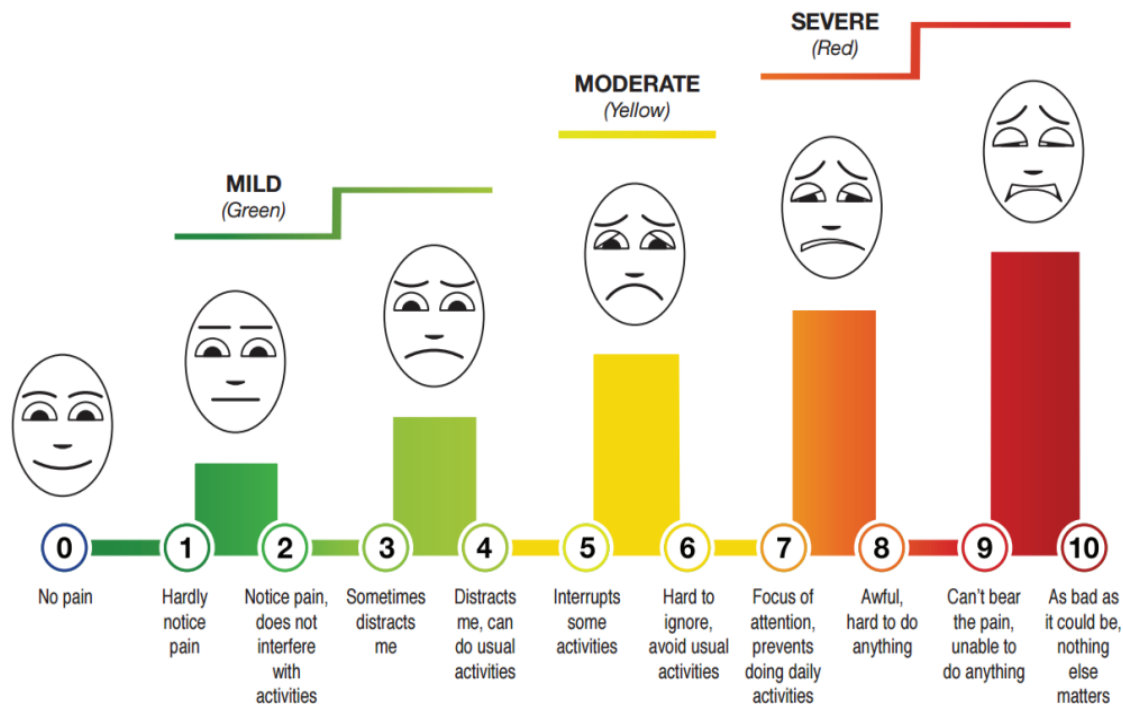 SEVERE
(Red)
MODERATE
(Yellow)
MILD
(Green)
0
1
2
3
4
5
6
7
8
9
10
No pain
Hardly
notice
pain
Notice pain,
does not
interfere
with
activities
Sometimes
distracts
me
Distracts
me, can
do usual
activities
Interrupts
some
activities
Hard to
ignore,
avoid usual
activities
Focus of
attention,
prevents
doing daily
activities
Awful,
hard to do
anything
Can't bear
the pain,
unable to
do anything
As bad as
it could be,
nothing
else
matters